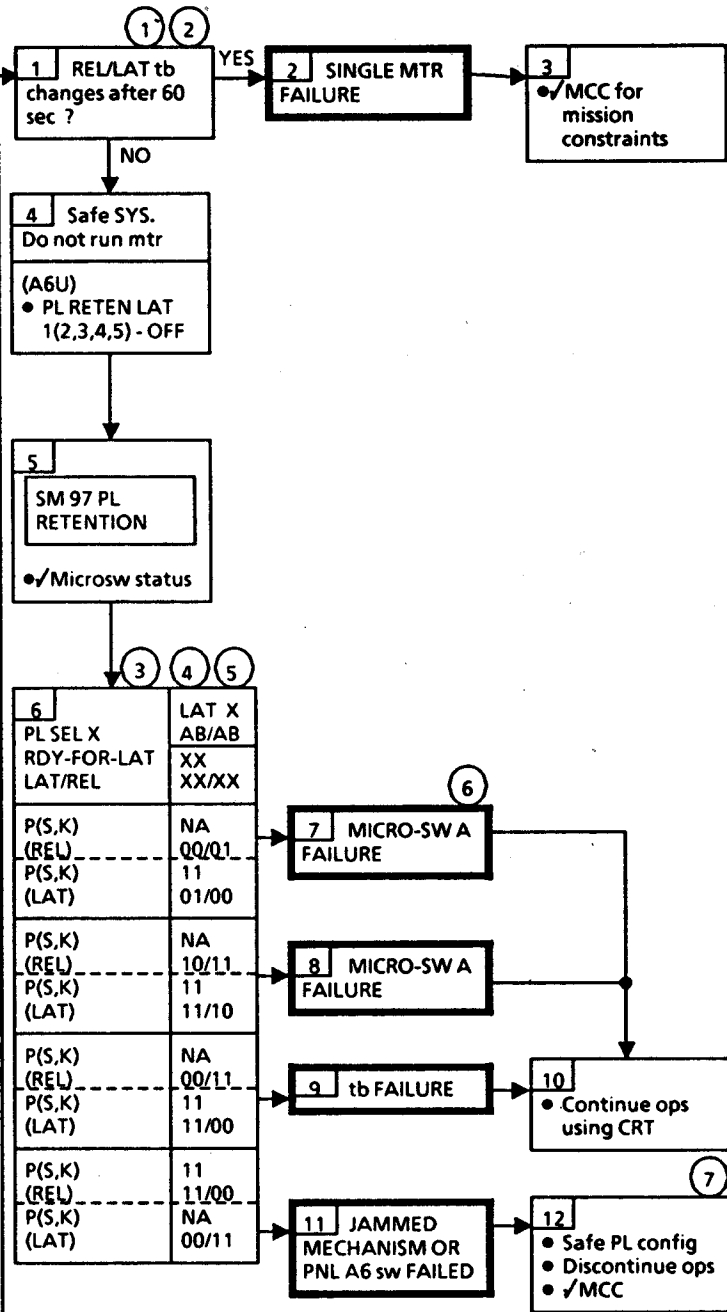 1 2
1 REL/LAT tb
changes after 60
sec ?
YES
2 SINGLE MTR
FAILURE
3
●√MCC for
mission
constraints
NO
4 Safe SYS.
Do not run mtr
(A6U)
● PL RETEN LAT
1(2,3,4,5) - OFF
5
SM 97 PL
RETENTION
●√Microsw status
3 4 5
6 LAT X
PL SEL X AB/AB
RDY-FOR-LAT XX
LAT/REL XX/XX
P(S,K) NA
(REL) 00/01
P(S,K) 11
(LAT) 01/00
6
7 MICRO-SW A
FAILURE
P(S,K) NA
(REL) 10/11
P(S,K) 11
(LAT) 11/10
8 MICRO-SW A
FAILURE
P(S,K) NA
(REL) 00/11
P(S,K) 11
(LAT) 11/00
9 tb FAILURE
10
● Continue ops
using CRT
P(S,K) 11
(REL) 11/00
P(S,K) NA
(LAT) 00/11
11 JAMMED
MECHANISM OR
PNL A6 sw FAILED
7
12
● Safe PL config
● Discontinue ops
● √MCC